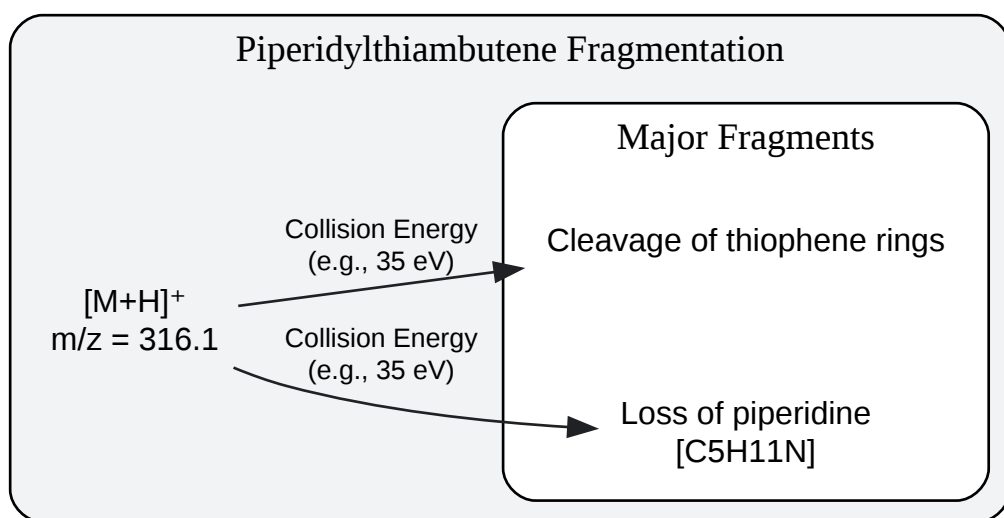 Piperidylthiambutene Fragmentation
Major Fragments
Collision Energy
(e.g., 35 eV)
Cleavage of thiophene rings
[M+H]⁺
m/z = 316.1
Collision Energy
(e.g., 35 eV)
Loss of piperidine
[C5H11N]